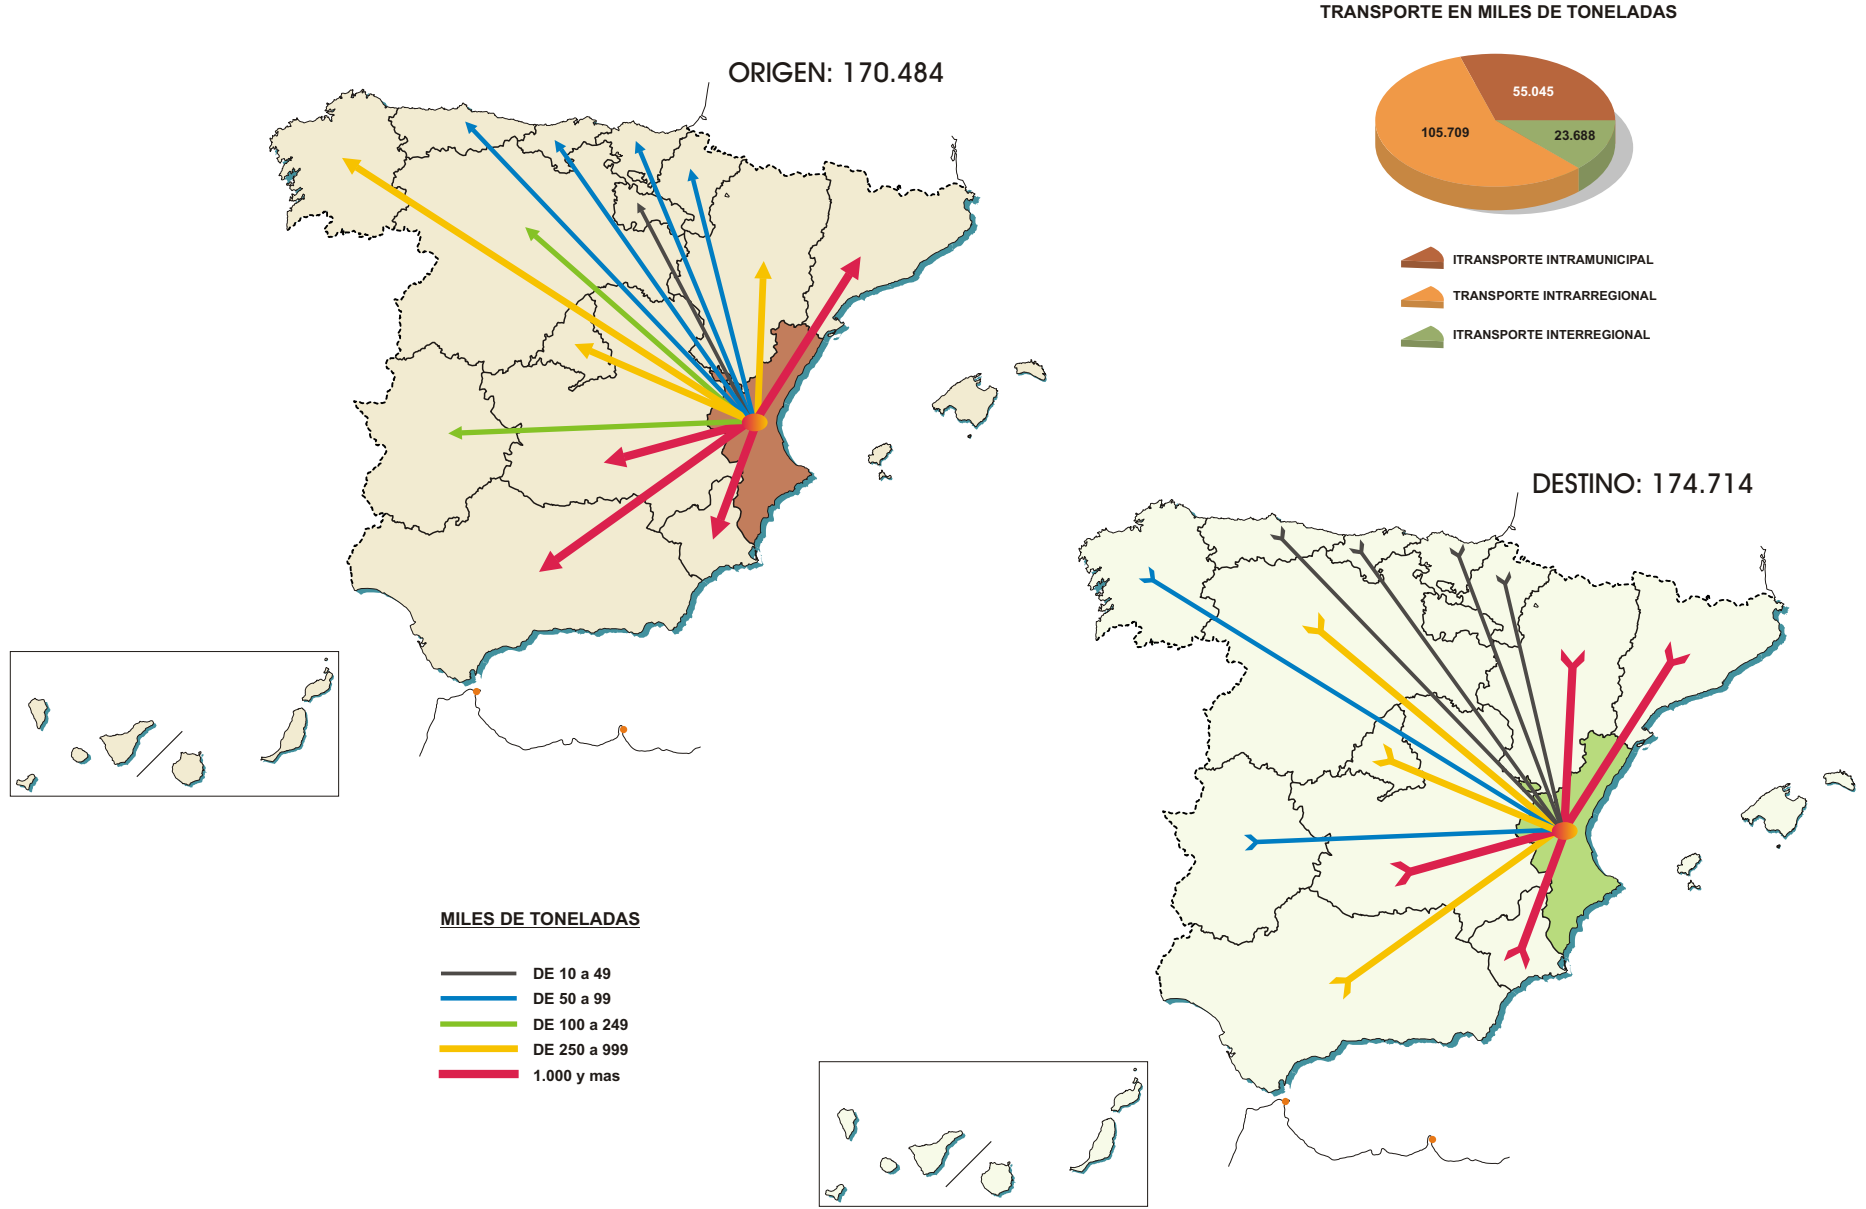 TRANSPORTE EN MILES DE TONELADAS
ORIGEN: 170.484
55.045
105.709
23.688
ITRANSPORTE INTRAMUNICIPAL
TRANSPORTE INTRARREGIONAL
ITRANSPORTE INTERREGIONAL
DESTINO: 174.714
MILES DE TONELADAS
DE 10 a 49
DE 50 a 99
DE 100 a 249
DE 250 a 999
1.000 y mas